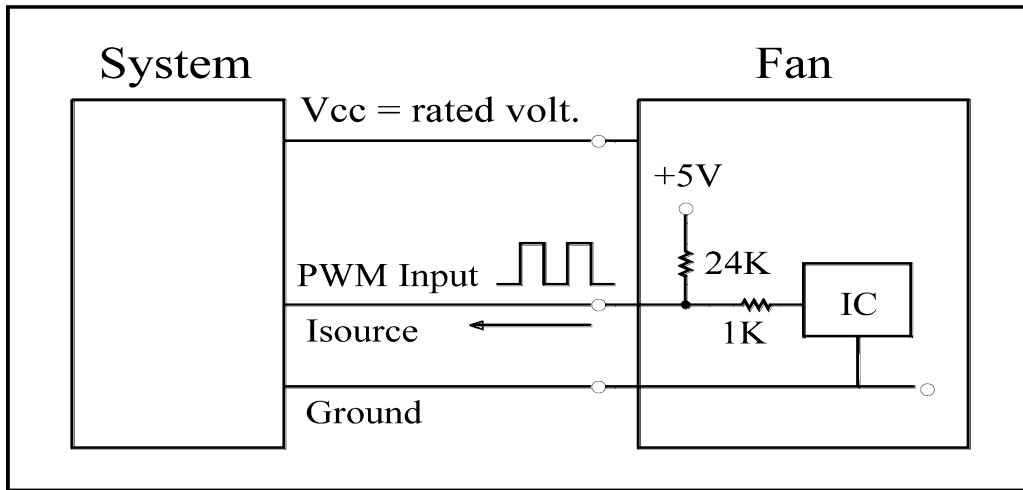 System
Fan
Vcc = rated volt.
+5V
24K
PWM Input
IC
1K
Isource
Ground